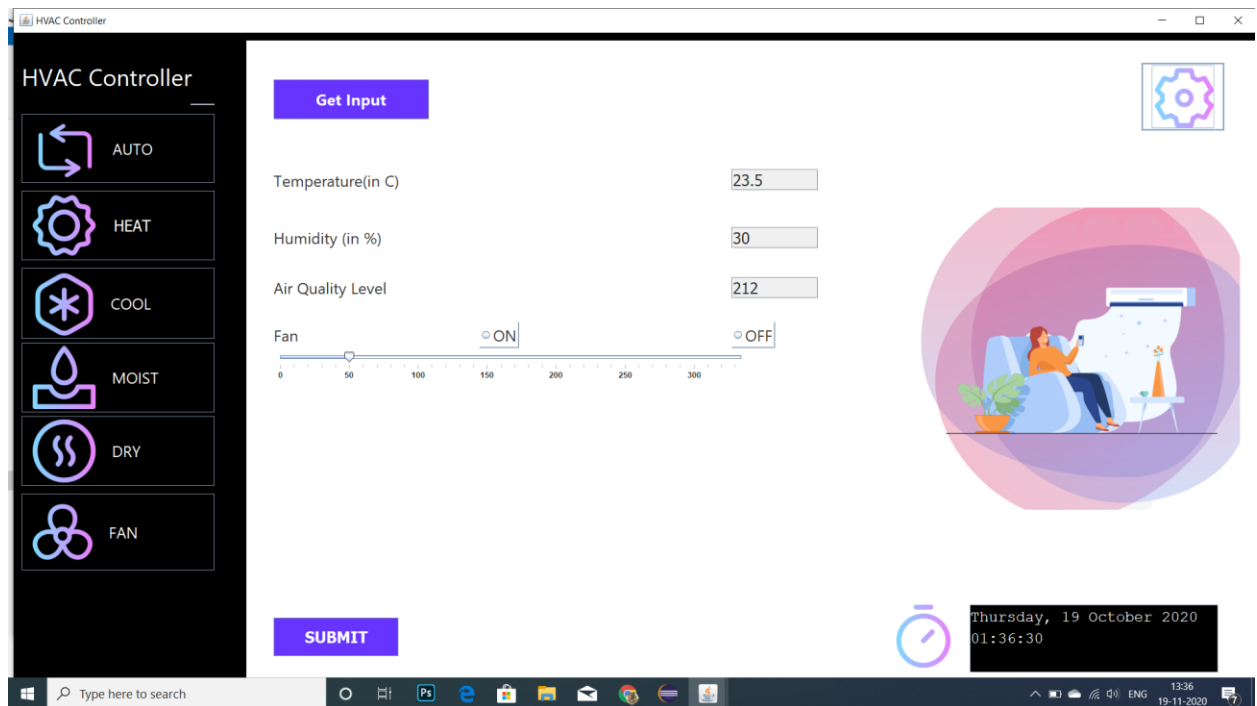 HVAC Controller
HVAC Controller
AUTO
HEAT
COOL
MOIST
DRY
FAN
Get Input
Temperature(in C) 23.5
Humidity (in %) 30
Air Quality Level 212
Fan ON OFF
0 50 100 150 200 250 300
SUBMIT
Thursday, 19 October 2020
01:36:30
Type here to search
Ps
ENG
13:36
19-11-2020
7